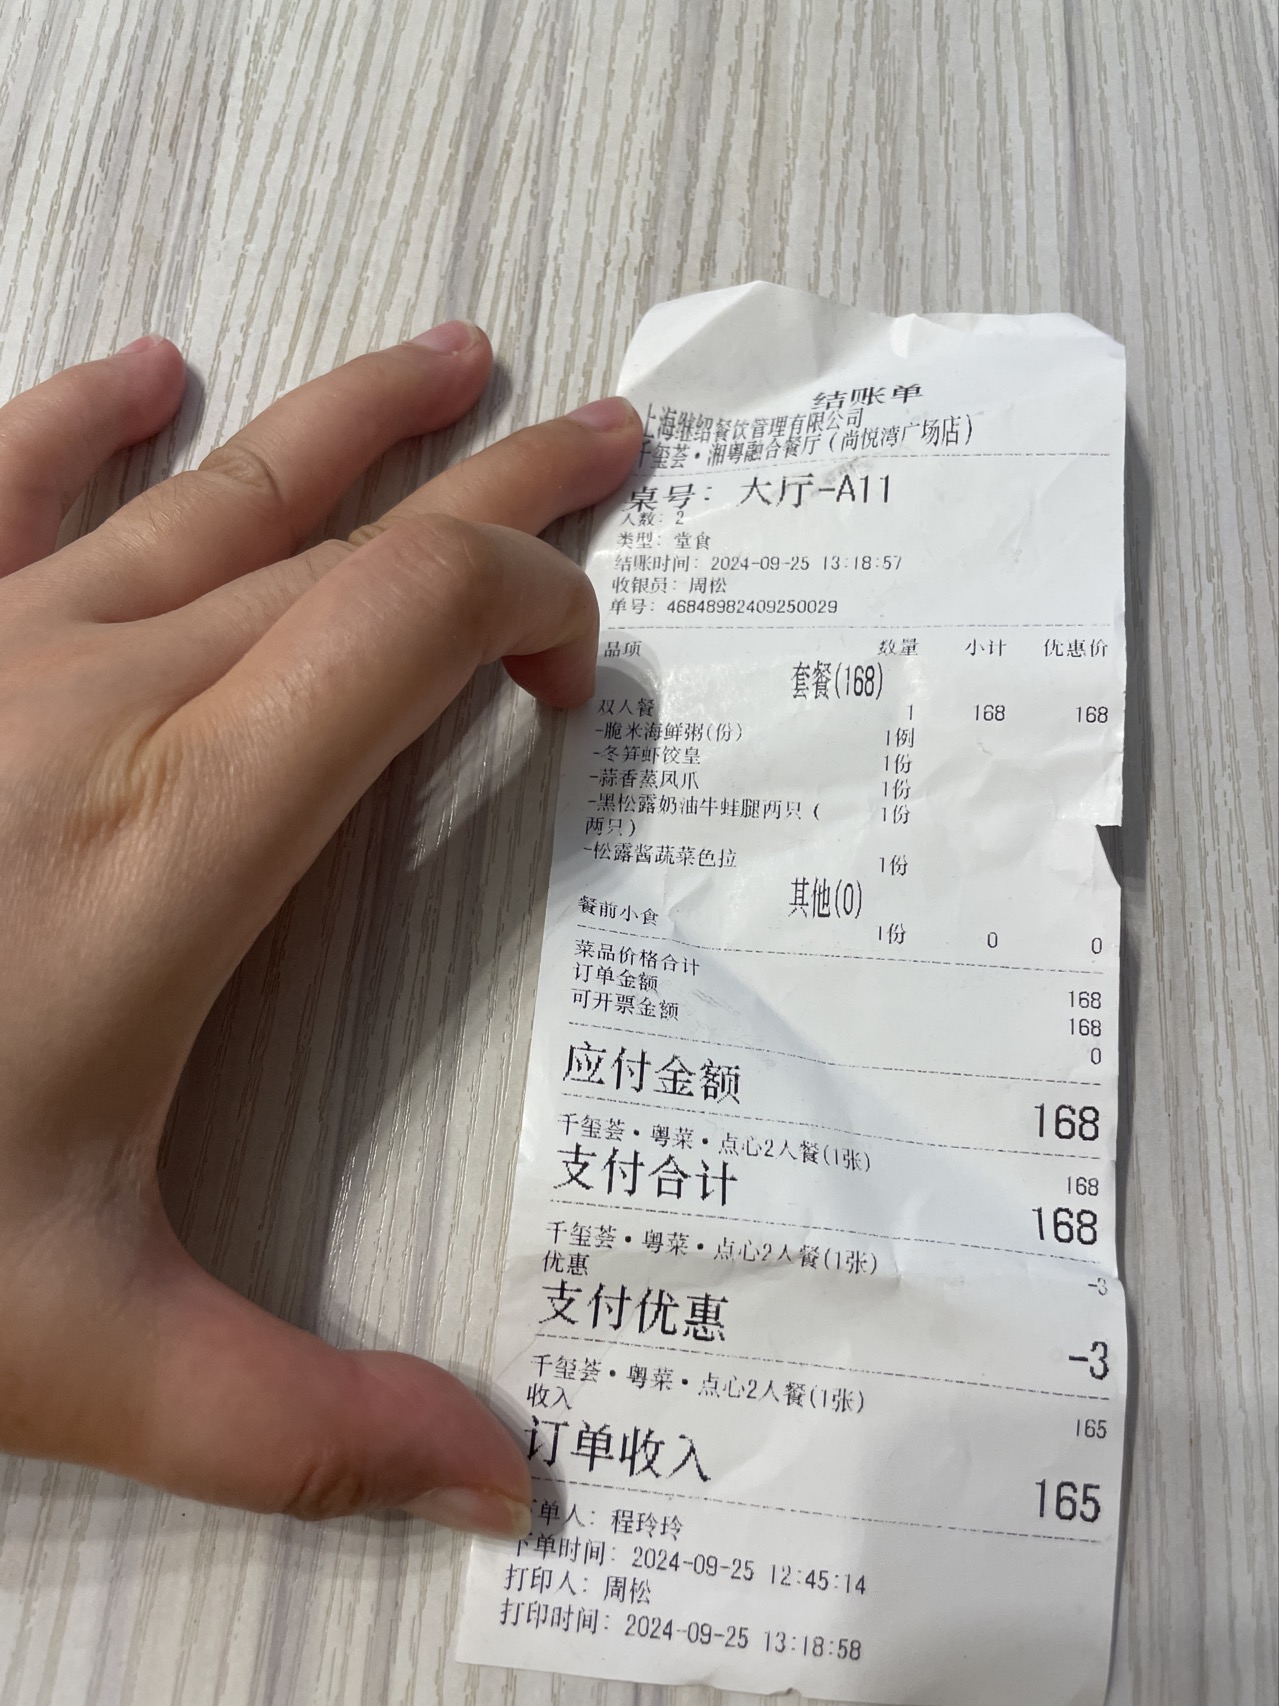 结账单
上海继绍餐饮管理有限公司
千玺荟·湘粤融合餐厅(尚悦湾广场店)
桌号: 大厅-A11
人数: 2
类型: 堂食
结账时间: 2024-09-25 13:18:57
收银员: 周松
单号: 46848982409250029
品项 数量 小计 优惠价
套餐(168)
双人餐 1 168 168
-脆米海鲜粥(份) 1例
-冬笋虾饺皇 1份
-蒜香蒸凤爪 1份
-黑松露奶油牛蛙腿两只( 1份
两只)
-松露酱蔬菜色拉 1份
其他(0)
餐前小食 1份 0 0
菜品价格合计 168
订单金额 168
可开票金额 0
应付金额 168
千玺荟·粤菜·点心2人餐(1张) 168
支付合计 168
千玺荟·粤菜·点心2人餐(1张) -3
优惠
支付优惠 -3
千玺荟·粤菜·点心2人餐(1张) 165
收入
订单收入 165
下单人: 程玲玲
下单时间: 2024-09-25 12:45:14
打印人: 周松
打印时间: 2024-09-25 13:18:58